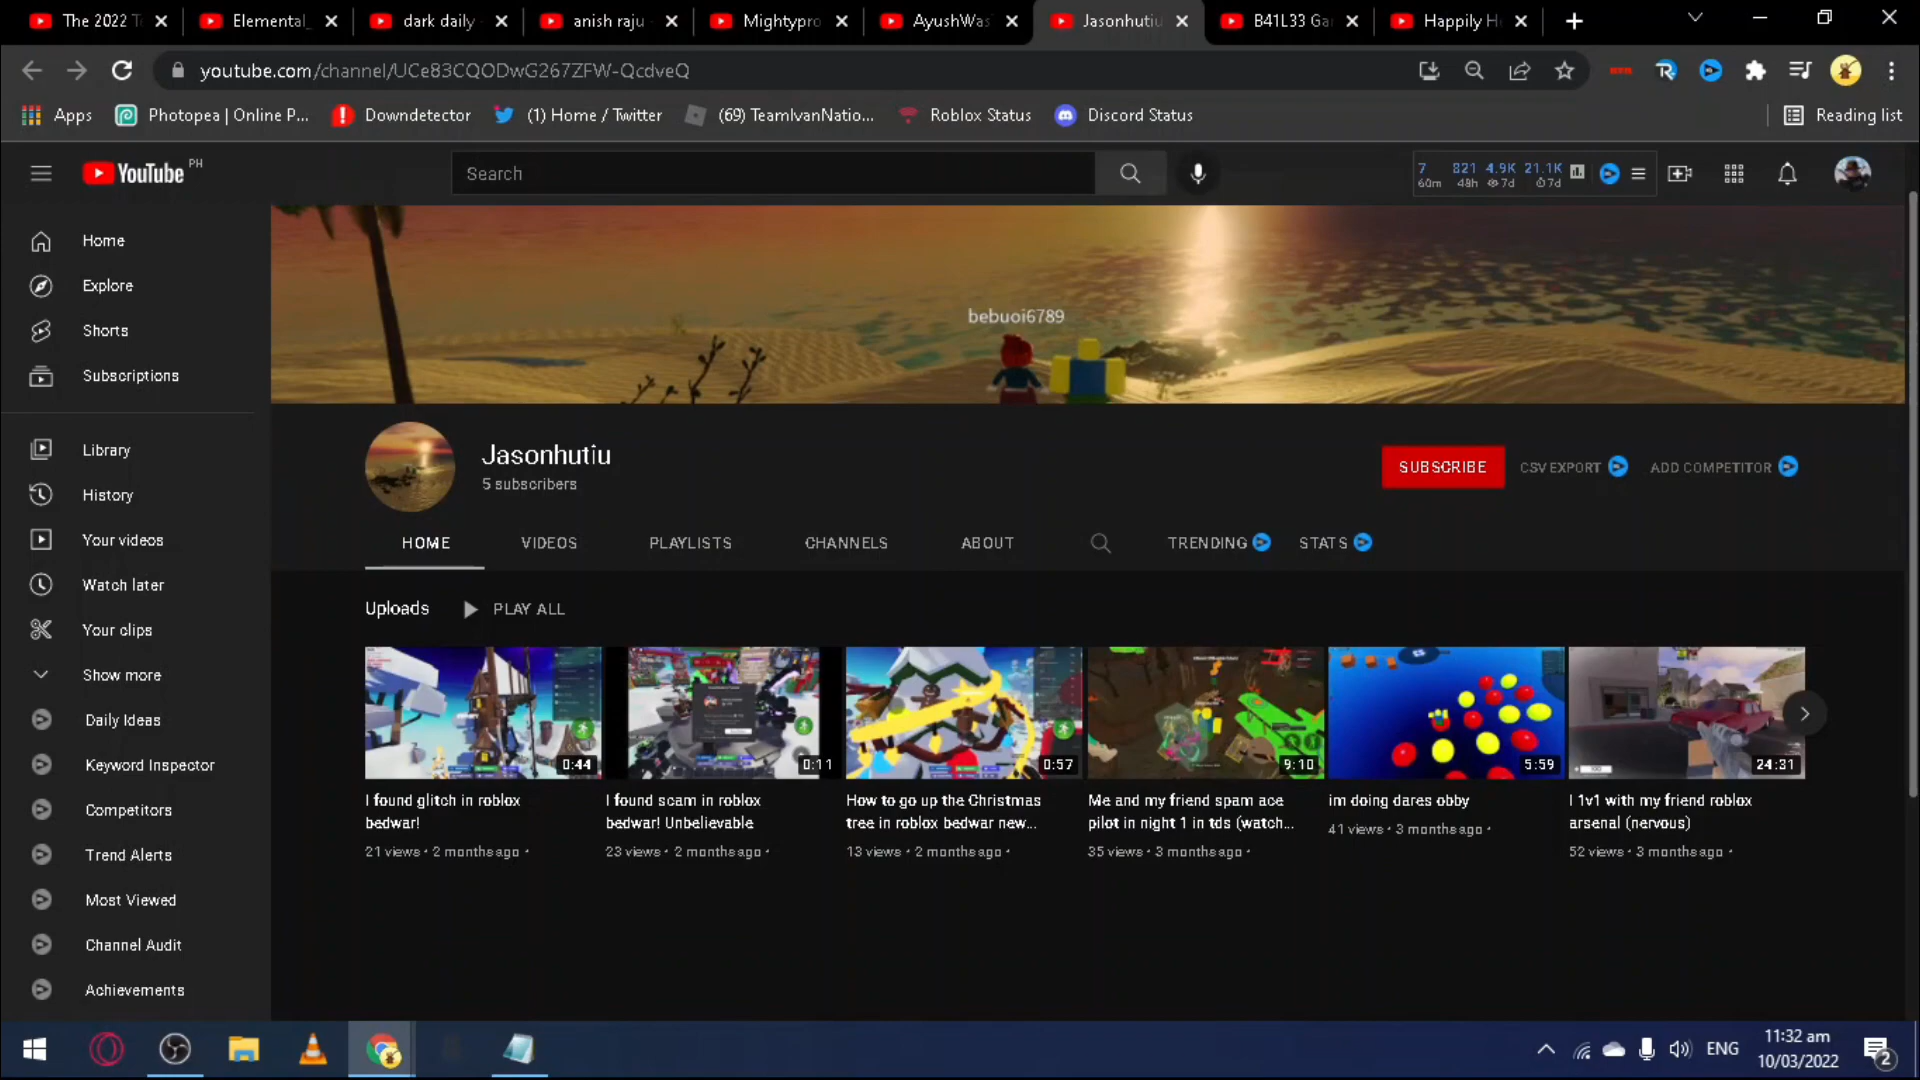 The 2022 T
Elemental_
dark daily
anish raju
Mightypro
AyushWas
Jasonhutiu
B41L33 Ga
Happily H
youtube.com/channel/UCe83CQODwG267ZFW-QcdveQ
Apps
Photopea | Online P...
Downdetector
(1) Home / Twitter
(69) TeamIvanNatio...
Roblox Status
Discord Status
Reading list
YouTube PH
Search
7 821 4.9K 21.1K
60m 48h 7d 7d
Home
Explore
Shorts
Subscriptions
Library
History
Your videos
Watch later
Your clips
Show more
Daily Ideas
Keyword Inspector
Competitors
Trend Alerts
Most Viewed
Channel Audit
Achievements
bebuoi6789
Jasonhutiu
5 subscribers
SUBSCRIBE
CSV EXPORT
ADD COMPETITOR
HOME
VIDEOS
PLAYLISTS
CHANNELS
ABOUT
TRENDING
STATS
Uploads
PLAY ALL
0:44
0:11
0:57
9:10
5:59
24:31
I found glitch in roblox
bedwar!
21 views • 2 months ago •
I found scam in roblox
bedwar! Unbelievable
23 views • 2 months ago •
How to go up the Christmas
tree in roblox bedwar new...
13 views • 2 months ago •
Me and my friend spam ace
pilot in night 1 in tds (watch...
35 views • 3 months ago •
im doing dares obby
41 views • 3 months ago •
I 1v1 with my friend roblox
arsenal (nervous)
52 views • 3 months ago •
ENG
11:32 am
10/03/2022
2